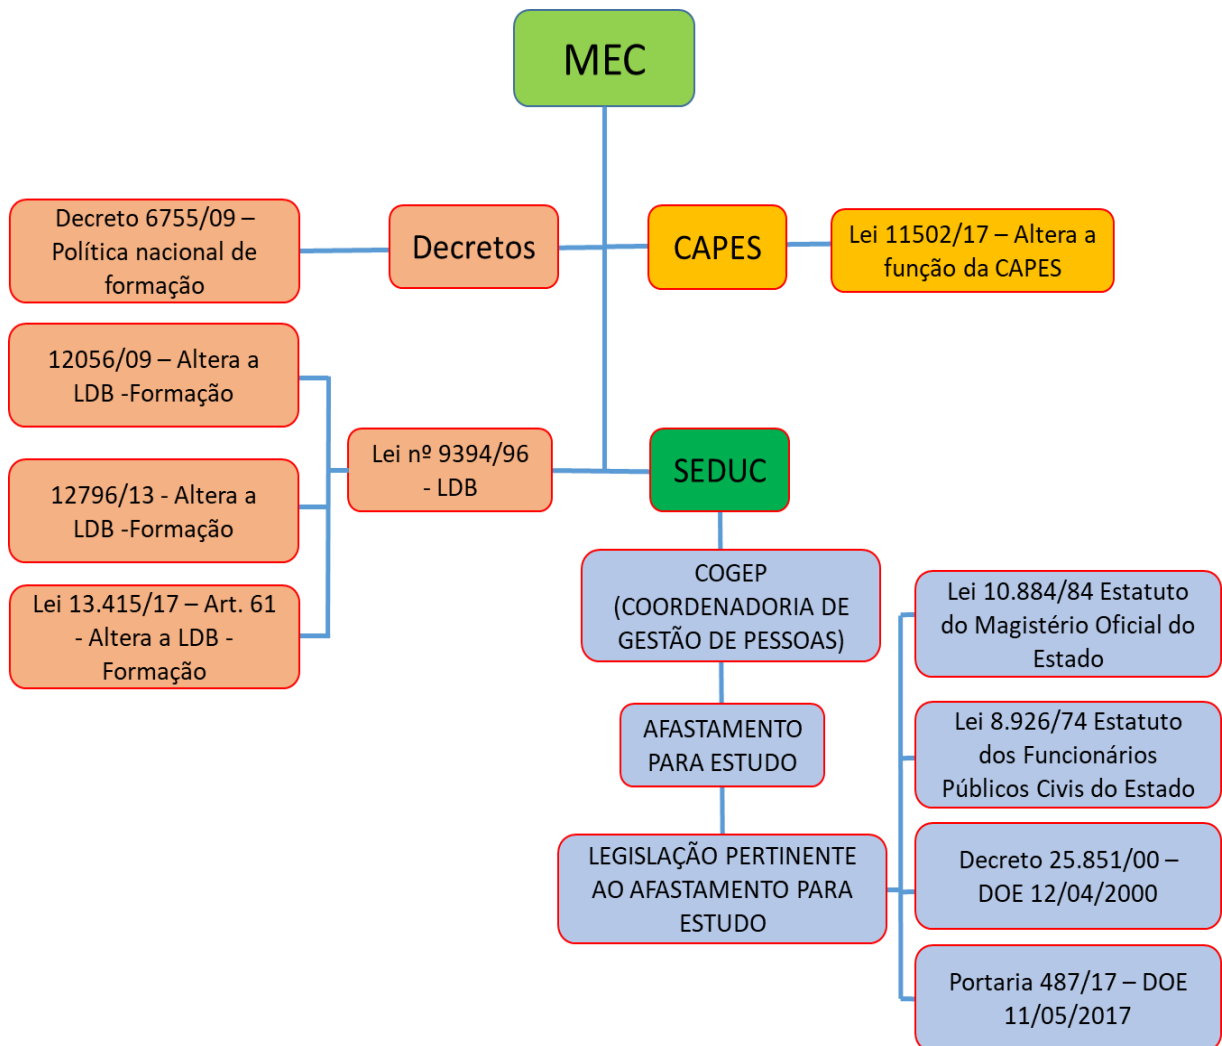 MEC
Decreto 6755/09 –
Política nacional de
formação
Decretos
CAPES
Lei 11502/17 – Altera a
função da CAPES
12056/09 – Altera a
LDB -Formação
12796/13 - Altera a
LDB -Formação
Lei 13.415/17 – Art. 61
- Altera a LDB -
Formação
Lei nº 9394/96
- LDB
SEDUC
COGEP
(COORDENADORIA DE
GESTÃO DE PESSOAS)
AFASTAMENTO
PARA ESTUDO
LEGISLAÇÃO PERTINENTE
AO AFASTAMENTO PARA
ESTUDO
Lei 10.884/84 Estatuto
do Magistério Oficial do
Estado
Lei 8.926/74 Estatuto
dos Funcionários
Públicos Civis do Estado
Decreto 25.851/00 –
DOE 12/04/2000
Portaria 487/17 – DOE
11/05/2017